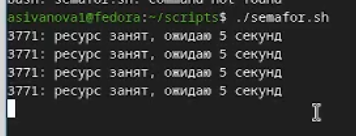 bash: semafor.sh: command not found
asivanova1@fedora:~/scripts$ ./semafor.sh
3771: ресурс занят, ожидаю 5 секунд
3771: ресурс занят, ожидаю 5 секунд
3771: ресурс занят, ожидаю 5 секунд
3771: ресурс занят, ожидаю 5 секунд